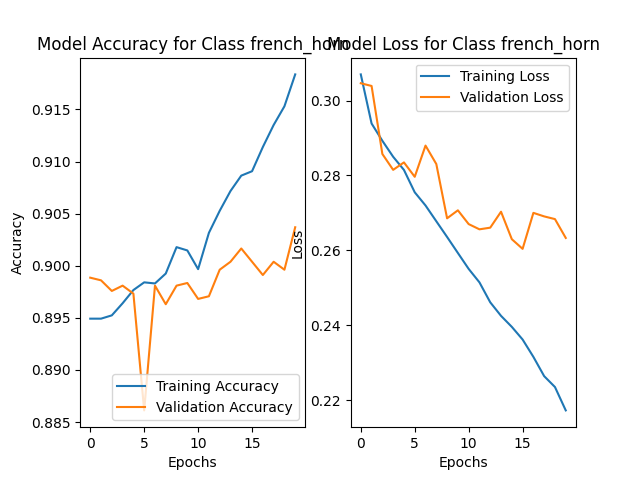 Model Accuracy for Class french_horn
Model Loss for Class french_horn
Accuracy
0.915
0.910
0.905
0.900
0.895
0.890
0.885
Training Accuracy
Validation Accuracy
0 5 10 15
Epochs
Loss
0.30
0.28
0.26
0.24
0.22
Training Loss
Validation Loss
0 5 10 15
Epochs